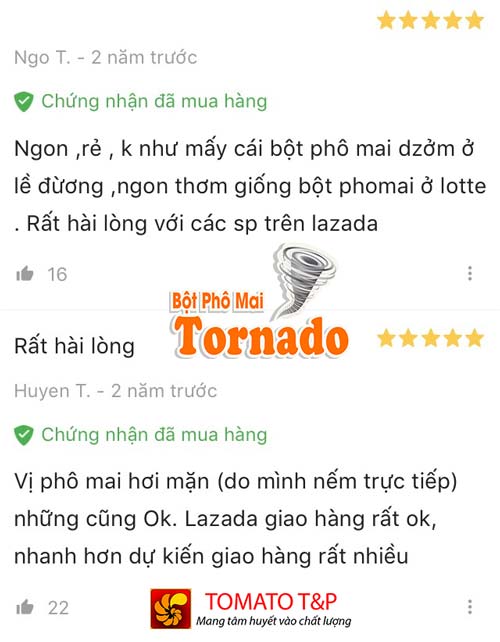 Ngo T. - 2 năm trước
Chứng nhận đã mua hàng
Ngon ,rẻ , k như mấy cái bột phô mai dzởm ở
lề đừờng ,ngon thơm giống bột phomai ở lotte
. Rất hài lòng với các sp trên lazada
16
Bột Phô Mai
Tornado
Rất hài lòng
Huyen T. - 2 năm trước
Chứng nhận đã mua hàng
Vị phô mai hơi mặn (do mình nếm trực tiếp)
những cũng Ok. Lazada giao hàng rất ok,
nhanh hơn dự kiến giao hàng rất nhiều
22
TOMATO T&P
Mang tâm huyết vào chất lượng